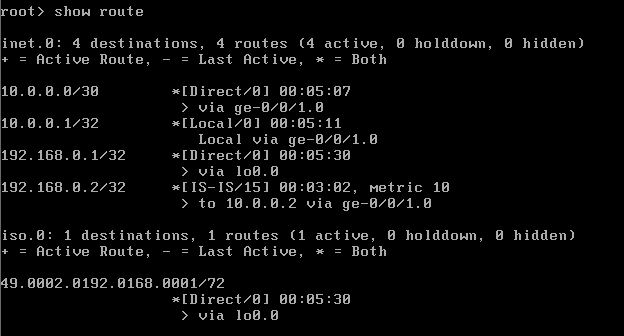 root> show route
inet.0: 4 destinations, 4 routes (4 active, 0 holddown, 0 hidden)
+ = Active Route, - = Last Active, * = Both
10.0.0.0/30        *[Direct/0] 00:05:07
                    > via ge-0/0/1.0
10.0.0.1/32        *[Local/0] 00:05:11
                      Local via ge-0/0/1.0
192.168.0.1/32     *[Direct/0] 00:05:30
                    > via lo0.0
192.168.0.2/32     *[IS-IS/15] 00:03:02, metric 10
                    > to 10.0.0.2 via ge-0/0/1.0
iso.0: 1 destinations, 1 routes (1 active, 0 holddown, 0 hidden)
+ = Active Route, - = Last Active, * = Both
49.0002.0192.0168.0001/72
                   *[Direct/0] 00:05:30
                    > via lo0.0